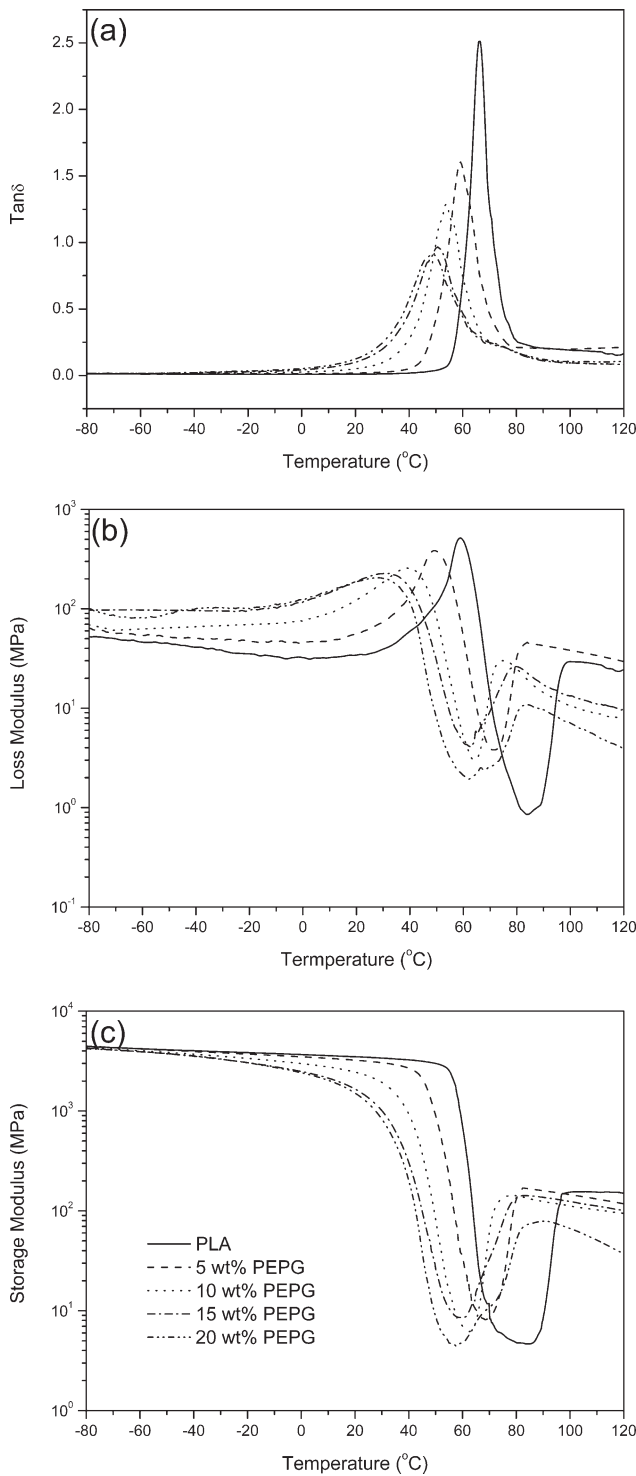 (a)
2.5
2.0
1.5
1.0
0.5
0.0
Tanδ
-80 -60 -40 -20 0 20 40 60 80 100 120
Temperature (°C)
(b)
10³
10²
10¹
10⁰
10⁻¹
Loss Modulus (MPa)
-80 -60 -40 -20 0 20 40 60 80 100 120
Termperature (°C)
(c)
10⁴
10³
10²
10¹
10⁰
Storage Modulus (MPa)
PLA
5 wt% PEPG
10 wt% PEPG
15 wt% PEPG
20 wt% PEPG
-80 -60 -40 -20 0 20 40 60 80 100 120
Temperature (°C)